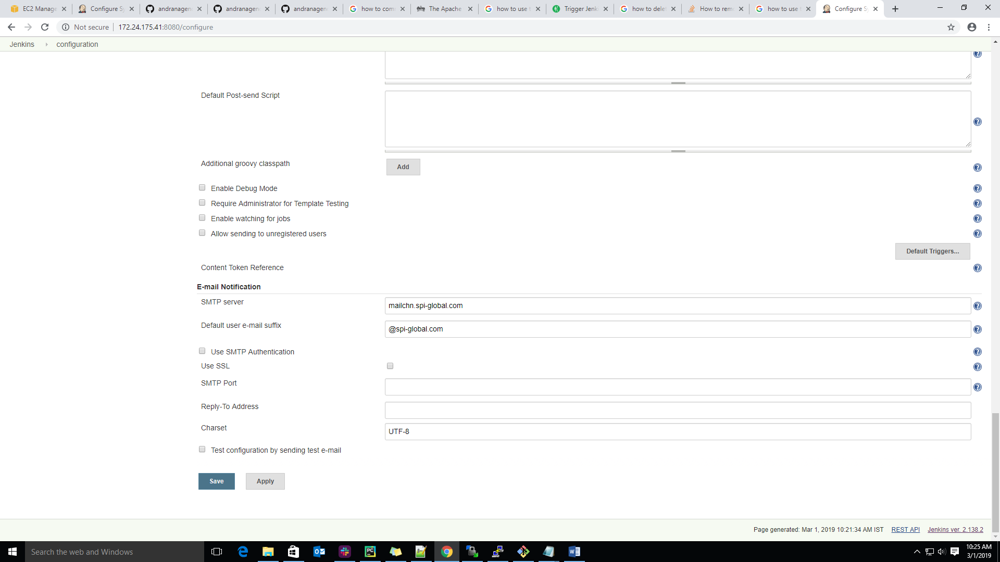 EC2 Manage
Configure Sy
andranagen
andranagen
andranagen
how to com
The Apache
how to use t
Trigger Jenki
how to delet
How to remo
how to use t
Configure Sy
Not secure
172.24.175.41:8080/configure
Jenkins
configuration
Default Post-send Script
Additional groovy classpath
Add
Enable Debug Mode
Require Administrator for Template Testing
Enable watching for jobs
Allow sending to unregistered users
Default Triggers...
Content Token Reference
E-mail Notification
SMTP server
mailchn.spi-global.com
Default user e-mail suffix
@spi-global.com
Use SMTP Authentication
Use SSL
SMTP Port
Reply-To Address
Charset
UTF-8
Test configuration by sending test e-mail
Save
Apply
Page generated: Mar 1, 2019 10:21:34 AM IST
REST API
Jenkins ver. 2.138.2
Search the web and Windows
10:25 AM
3/1/2019